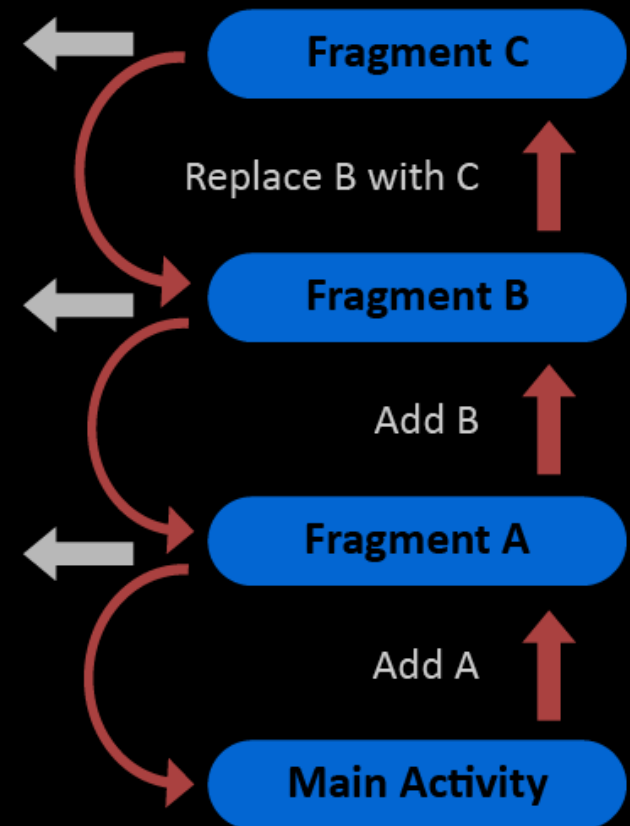 Fragment C
Replace B with C
Fragment B
Add B
Fragment A
Add A
Main Activity